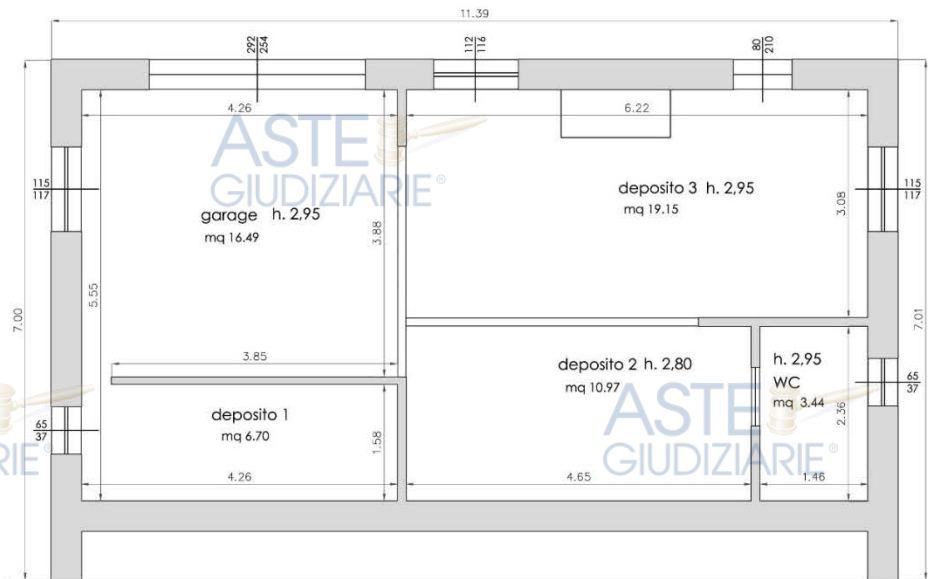 11.39
292
254
112
116
80
210
4.26
6.22
ASTE
GIUDIZIARIE®
115
117
garage h. 2,95
mq 16.49
3.88
deposito 3 h. 2,95
mq 19.15
3.08
115
117
7.00
5.55
7.01
3.85
deposito 2 h. 2,80
mq 10.97
h. 2,95
WC
mq 3.44
65
37
deposito 1
mq 6.70
1.58
ASTE
GIUDIZIARIE®
2.36
65
37
RIE®
4.26
4.65
1.46